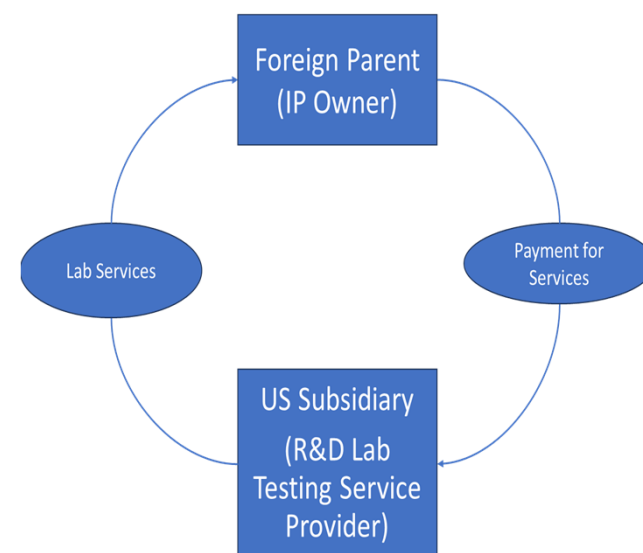 Foreign Parent
(IP Owner)
Lab Services
Payment for
Services
US Subsidiary
(R&D Lab
Testing Service
Provider)